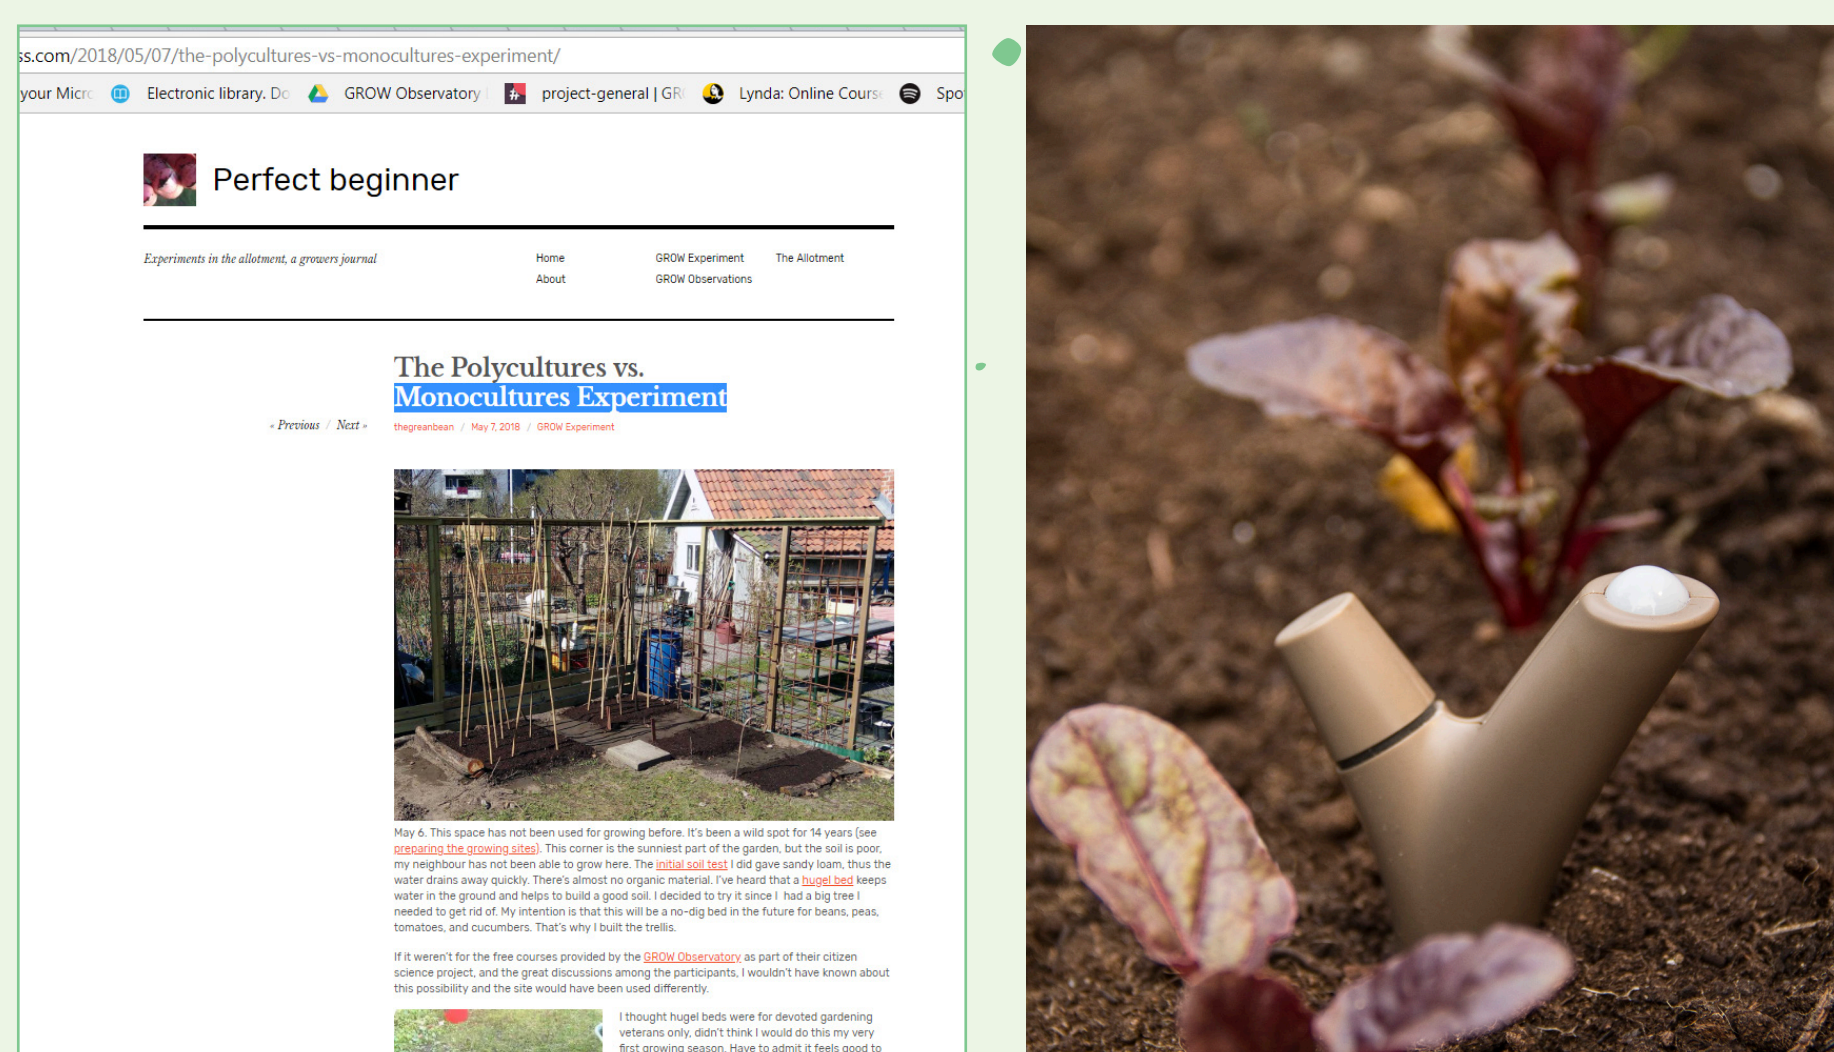 ss.com/2018/05/07/the-polycultures-vs-monocultures-experiment/
your Micro Electronic library. Do GROW Observatory project-general | GR Lynda: Online Course Spo
Perfect beginner
Experiments in the allotment, a growers journal
Home GROW Experiment The Allotment
About GROW Observations
The Polycultures vs.
Monocultures Experiment
« Previous / Next »
thegreanbean / May 7, 2018 / GROW Experiment
May 6. This space has not been used for growing before. It's been a wild spot for 14 years (see
preparing the growing sites). This corner is the sunniest part of the garden, but the soil is poor,
my neighbour has not been able to grow here. The initial soil test I did gave sandy loam, thus the
water drains away quickly. There's almost no organic material. I've heard that a hugel bed keeps
water in the ground and helps to build a good soil. I decided to try it since I had a big tree I
needed to get rid of. My intention is that this will be a no-dig bed in the future for beans, peas,
tomatoes, and cucumbers. That's why I built the trellis.
If it weren't for the free courses provided by the GROW Observatory as part of their citizen
science project, and the great discussions among the participants, I wouldn't have known about
this possibility and the site would have been used differently.
I thought hugel beds were for devoted gardening
veterans only, didn't think I would do this my very
first growing season. Have to admit it feels good to